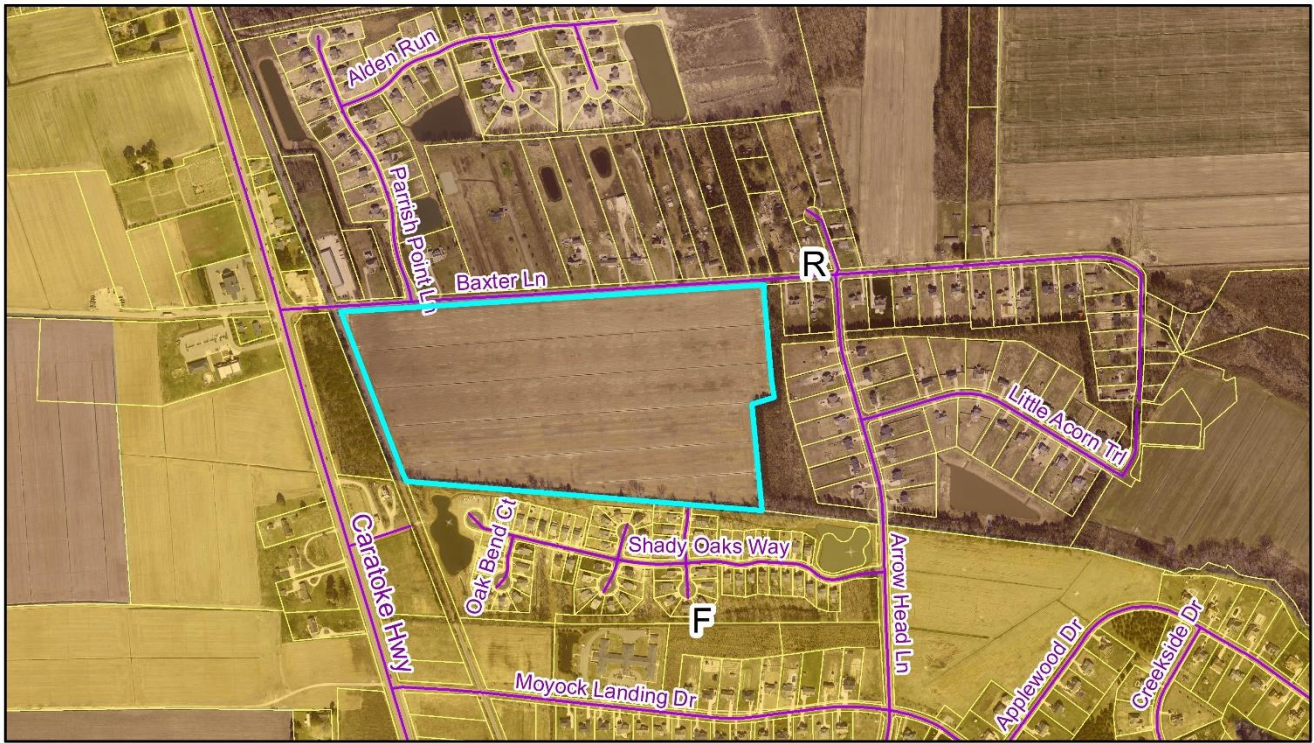 Alden Run
Parrish Point Ln
R
Baxter Ln
Little Acorn Trl
Caratoke Hwy
Oak Bend Ct
Shady Oaks Way
Arrow Head Ln
F
Applewood Dr
Creekside Dr
Moyock Landing Dr